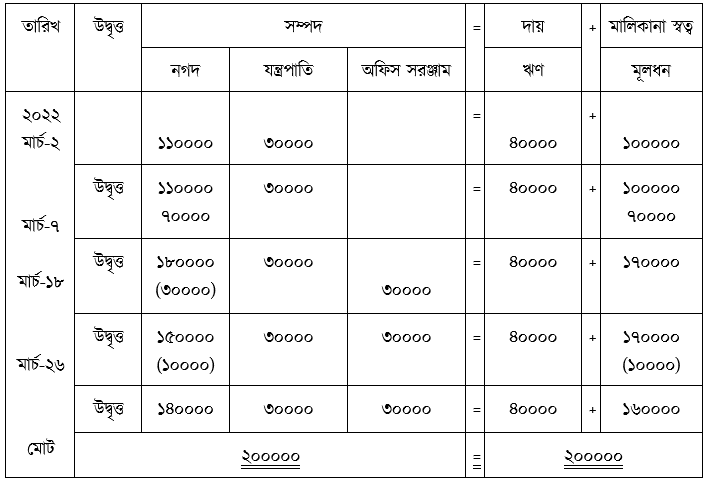 তারিখ উদ্বৃত্ত সম্পদ = দায় + মালিকানা স্বত্ব
নগদ যন্ত্রপাতি অফিস সরঞ্জাম ঋণ মূলধন
২০২২ = +
মার্চ-২ ১১০০০০ ৩০০০০ ৪০০০০ ১০০০০০
উদ্বৃত্ত ১১০০০০ ৩০০০০ = ৪০০০০ + ১০০০০০
মার্চ-৭ ৭০০০০ ৭০০০০
উদ্বৃত্ত ১৮০০০০ ৩০০০০ = ৪০০০০ + ১৭০০০০
মার্চ-১৮ (৩০০০০) ৩০০০০
উদ্বৃত্ত ১৫০০০০ ৩০০০০ ৩০০০০ = ৪০০০০ + ১৭০০০০
মার্চ-২৬ (১০০০০) (১০০০০)
উদ্বৃত্ত ১৪০০০০ ৩০০০০ ৩০০০০ = ৪০০০০ + ১৬০০০০
মোট ২০০০০০ = ২০০০০০